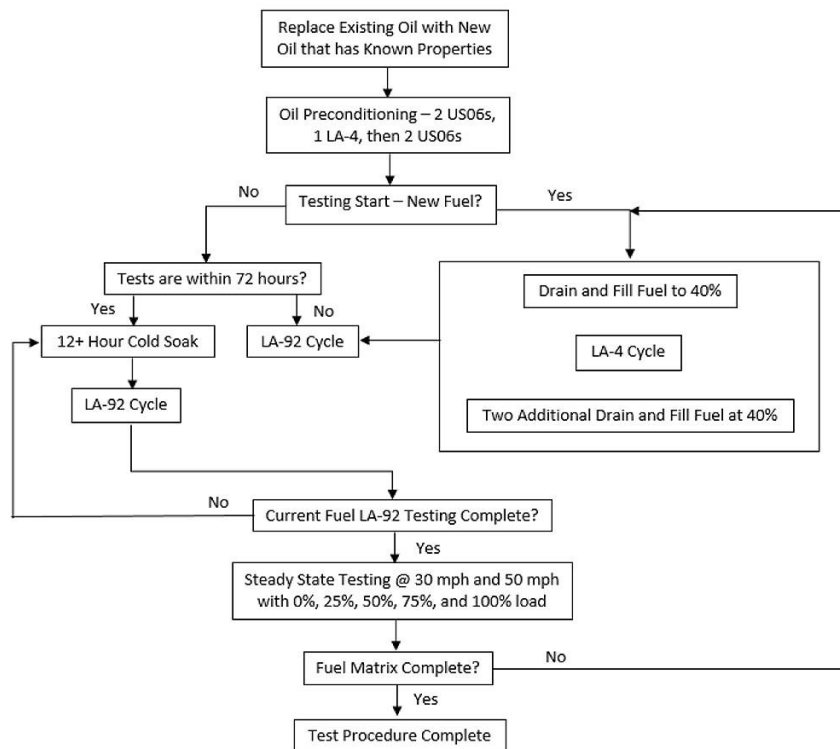 Replace Existing Oil with New
Oil that has Known Properties
Oil Preconditioning – 2 US06s,
1 LA-4, then 2 US06s
No
Testing Start – New Fuel?
Yes
Tests are within 72 hours?
Yes
No
Drain and Fill Fuel to 40%
12+ Hour Cold Soak
LA-92 Cycle
LA-4 Cycle
LA-92 Cycle
Two Additional Drain and Fill Fuel at 40%
No
Current Fuel LA-92 Testing Complete?
Yes
Steady State Testing @ 30 mph and 50 mph
with 0%, 25%, 50%, 75%, and 100% load
Fuel Matrix Complete?
No
Yes
Test Procedure Complete